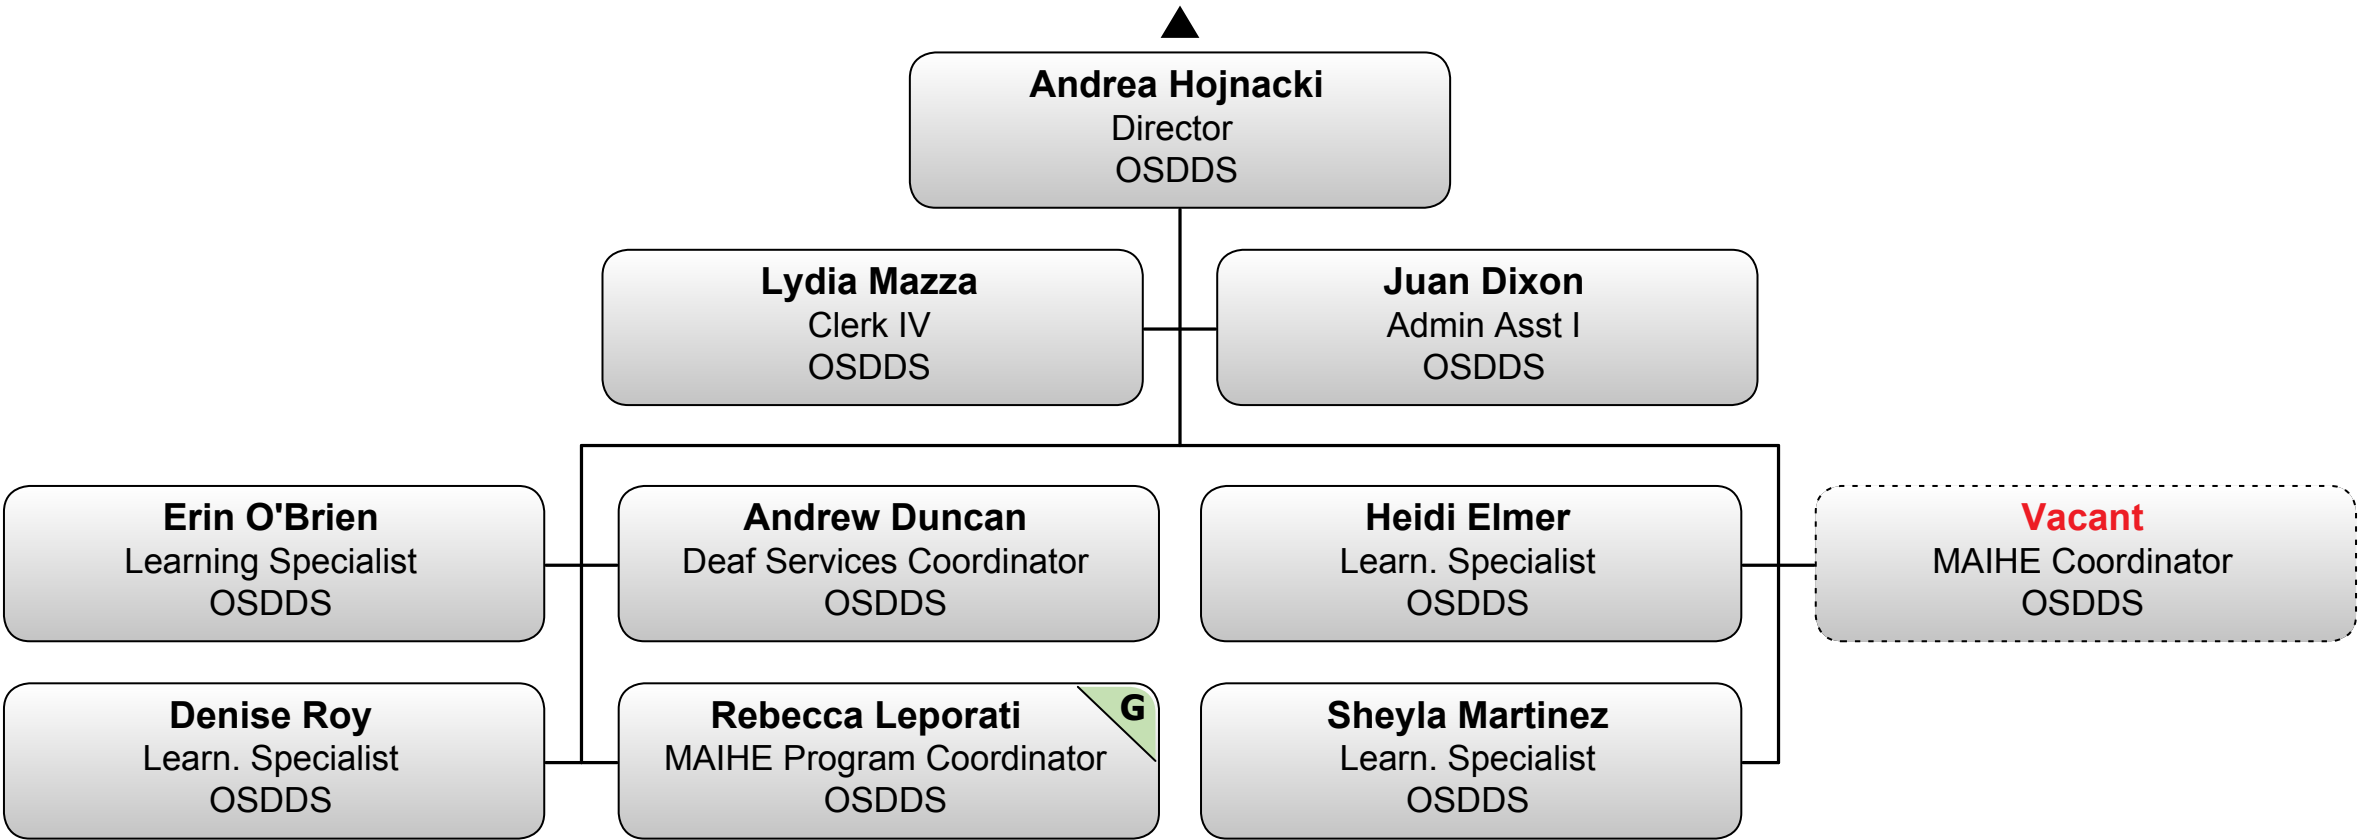 Andrea Hojnacki
Director
OSDDS
Lydia Mazza
Clerk IV
OSDDS
Juan Dixon
Admin Asst I
OSDDS
Erin O'Brien
Learning Specialist
OSDDS
Andrew Duncan
Deaf Services Coordinator
OSDDS
Heidi Elmer
Learn. Specialist
OSDDS
Vacant
MAIHE Coordinator
OSDDS
Denise Roy
Learn. Specialist
OSDDS
Rebecca Leporati
G
MAIHE Program Coordinator
OSDDS
Sheyla Martinez
Learn. Specialist
OSDDS